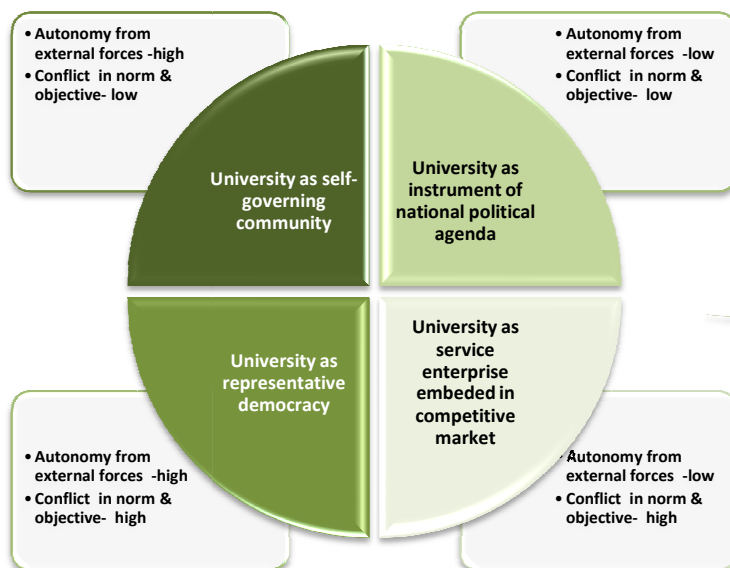 • Autonomy from
external forces -high
• Conflict in norm &
objective- low
• Autonomy from
external forces -low
• Conflict in norm &
objective- low
University as self-
governing
community
University as
instrument of
national political
agenda
University as
representative
democracy
University as
service
enterprise
embeded in
competitive
market
• Autonomy from
external forces -high
• Conflict in norm &
objective- high
• Autonomy from
external forces -low
• Conflict in norm &
objective- high